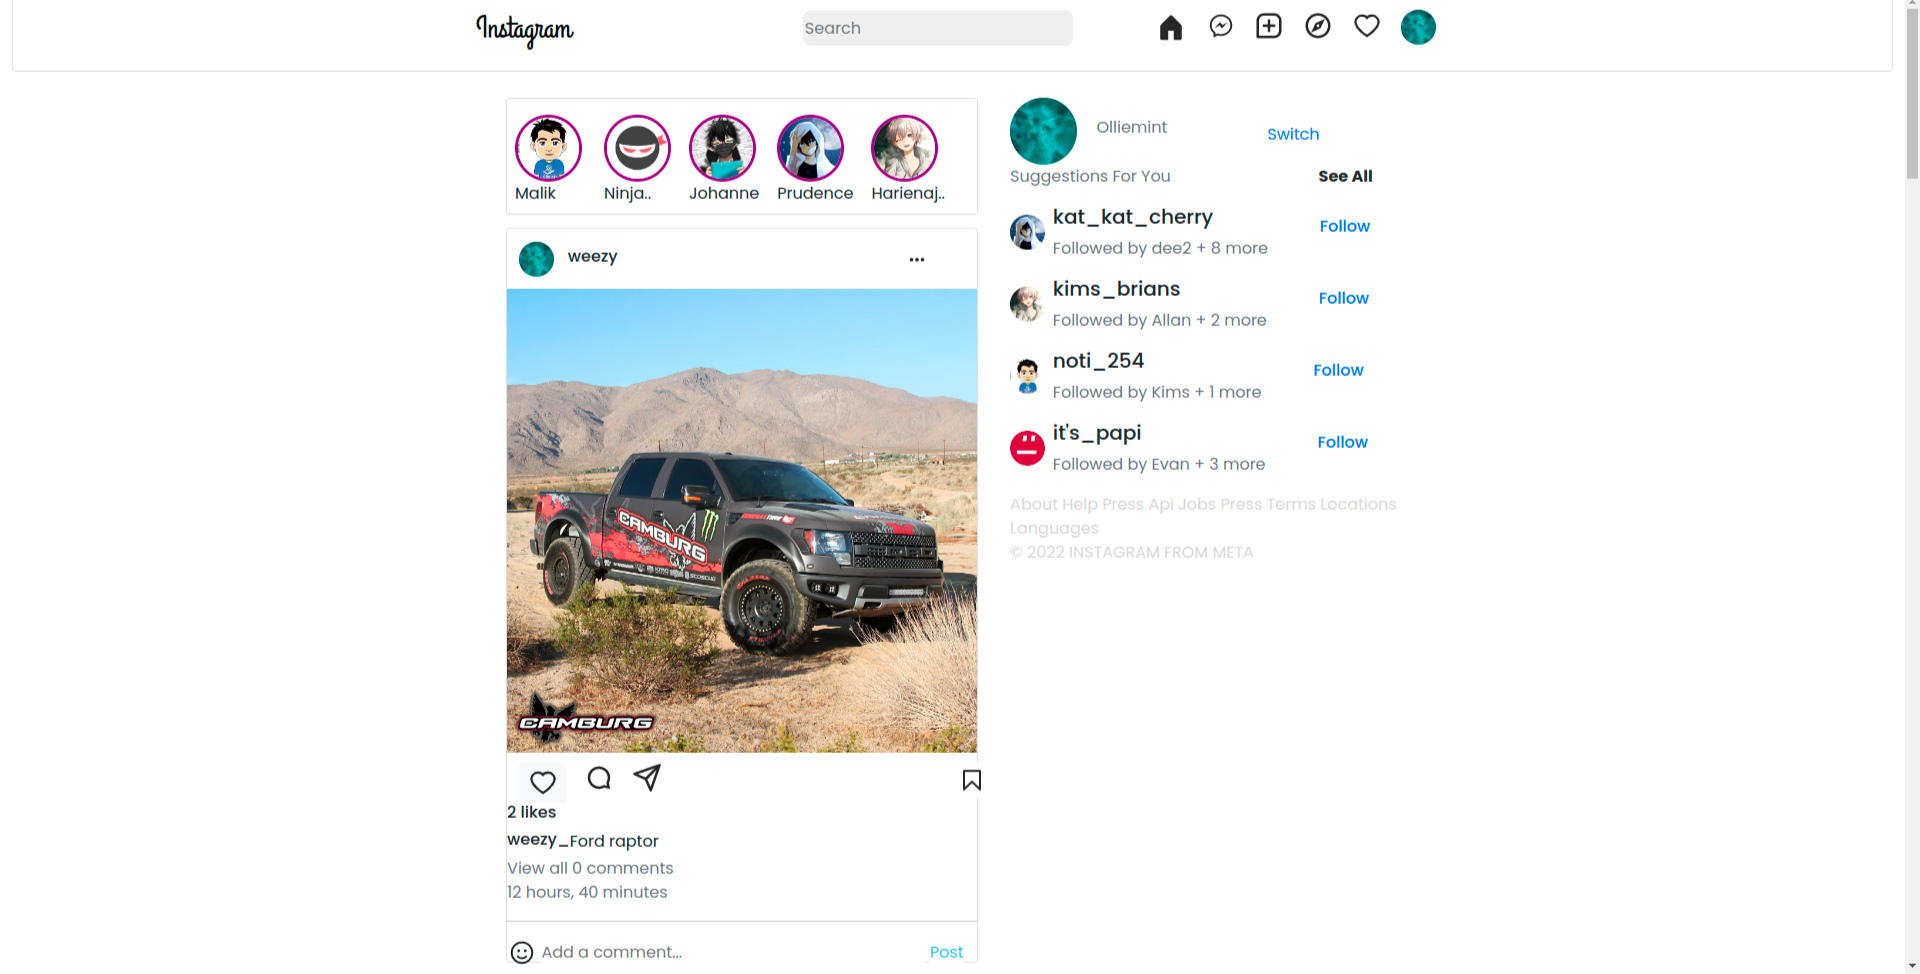 Instagram
Search
Malik
Ninja..
Johanne
Prudence
Harienaj..
Olliemint
Switch
Suggestions For You
See All
kat_kat_cherry
Followed by dee2 + 8 more
Follow
kims_brians
Followed by Allan + 2 more
Follow
noti_254
Followed by Kims + 1 more
Follow
it's_papi
Followed by Evan + 3 more
Follow
About Help Press Api Jobs Press Terms Locations
Languages
© 2022 INSTAGRAM FROM META
weezy
CAMBURG
CAMBURG
2 likes
weezy_Ford raptor
View all 0 comments
12 hours, 40 minutes
Add a comment...
Post